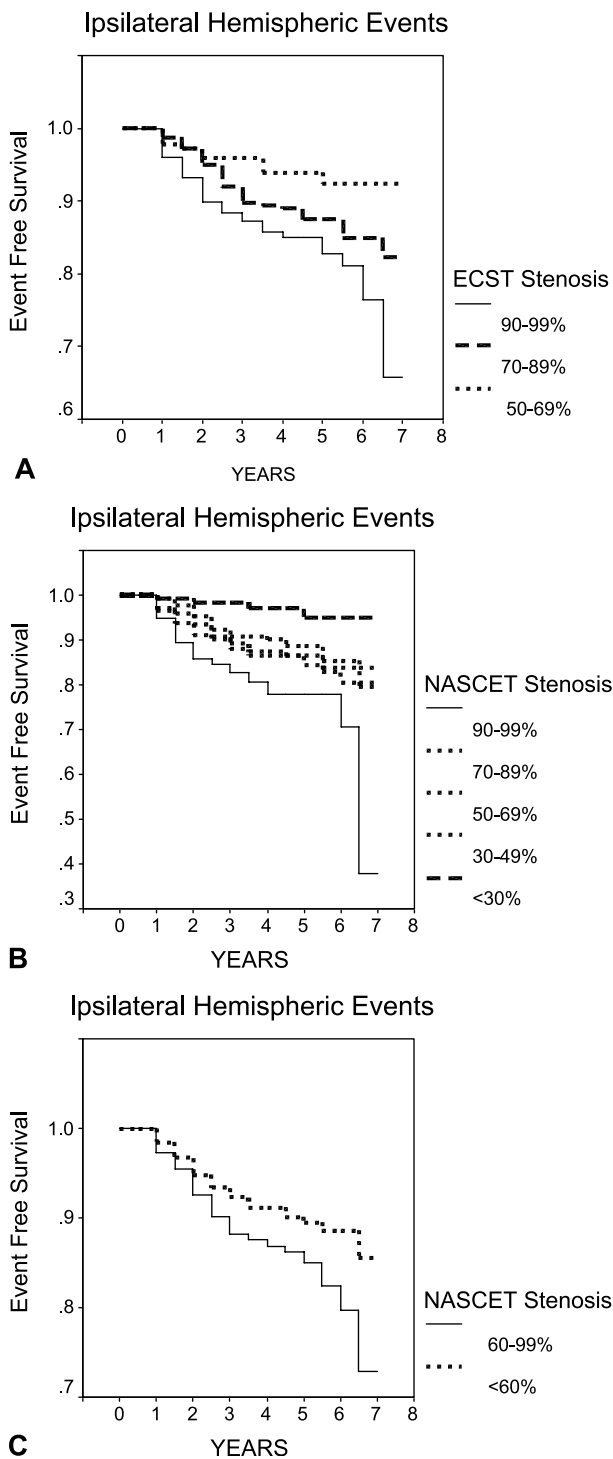 Ipsilateral Hemispheric Events
Event Free Survival
1.0
.9
.8
.7
.6
0 1 2 3 4 5 6 7 8
YEARS
ECST Stenosis
90-99%
70-89%
50-69%
A
Ipsilateral Hemispheric Events
Event Free Survival
1.0
.9
.8
.7
.6
.5
.4
.3
0 1 2 3 4 5 6 7 8
YEARS
NASCET Stenosis
90-99%
70-89%
50-69%
30-49%
<30%
B
Ipsilateral Hemispheric Events
Event Free Survival
1.0
.9
.8
.7
0 1 2 3 4 5 6 7 8
YEARS
NASCET Stenosis
60-99%
<60%
C